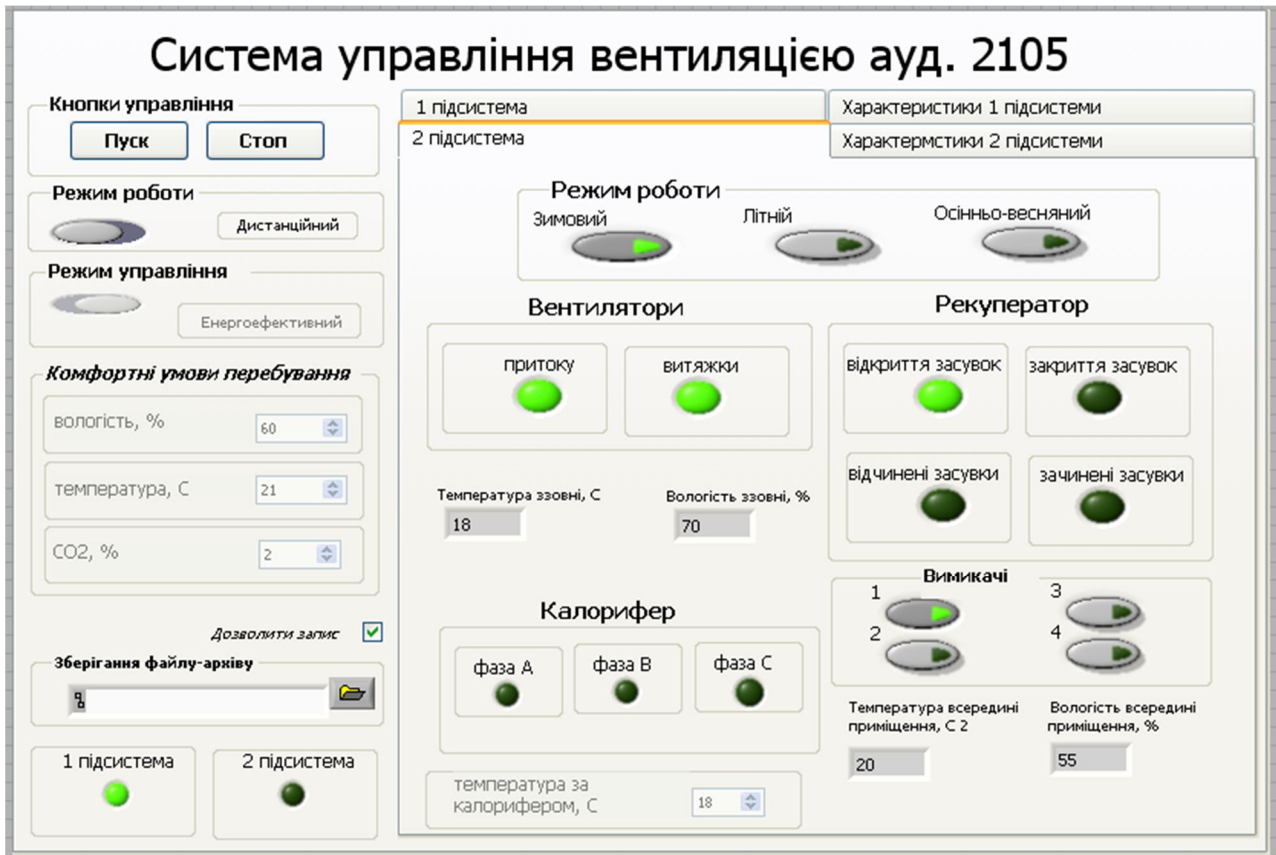 Система управління вентиляцією ауд. 2105
Кнопки управління
Пуск
Стоп
Режим роботи
Дистанційний
Режим управління
Енергоефективний
Комфортні умови перебування
вологість, %
60
температура, С
21
СО2, %
2
Дозволити запис
Зберігання файлу-архіву
1 підсистема
2 підсистема
1 підсистема
Характеристики 1 підсистеми
2 підсистема
Характермстики 2 підсистеми
Режим роботи
Зимовий
Літній
Осінньо-весняний
Вентилятори
притоку
витяжки
Рекуператор
відкриття засувок
закриття засувок
відчинені засувки
зачинені засувки
Температура ззовні, С
18
Вологість ззовні, %
70
Калорифер
фаза А
фаза В
фаза С
температура за
калорифером, С
18
Вимикачі
1
2
3
4
Температура всередині
приміщення, С 2
20
Вологість всередині
приміщення, %
55